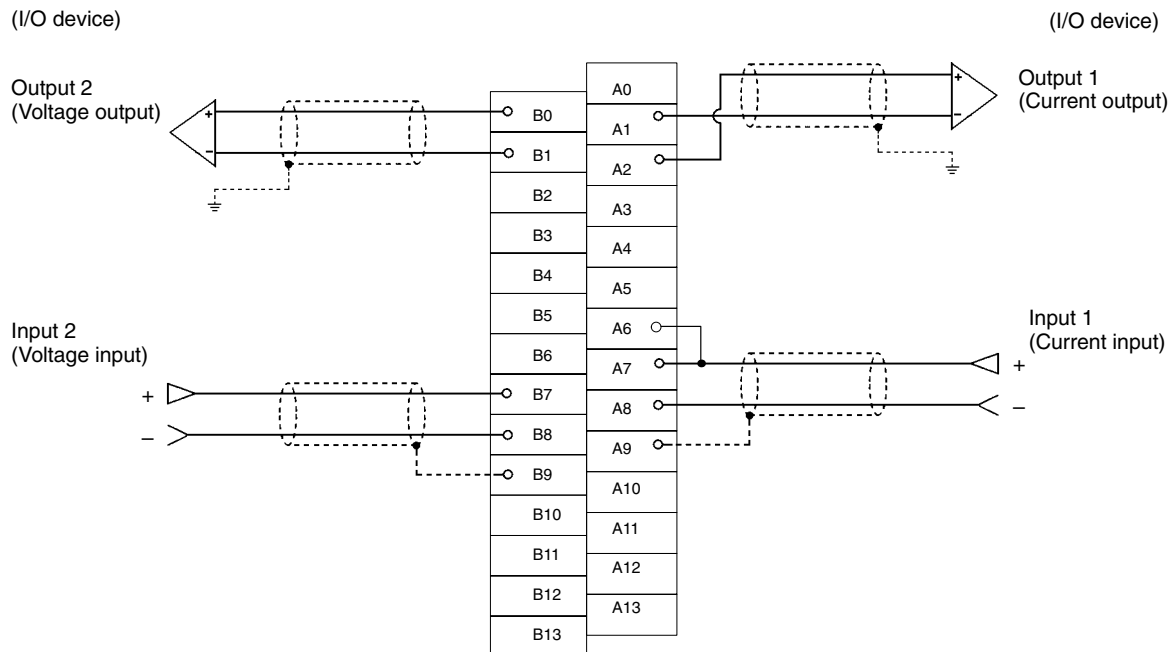 (I/O device)
(I/O device)
Output 2
(Voltage output)
+
−
Output 1
(Current output)
+
−
Input 2
(Voltage input)
+
−
Input 1
(Current input)
+
−
B0
B1
B2
B3
B4
B5
B6
B7
B8
B9
B10
B11
B12
B13
A0
A1
A2
A3
A4
A5
A6
A7
A8
A9
A10
A11
A12
A13